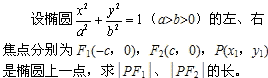 设椭圆x²/a²+y²/b²=1（a>b>0）的左、右
焦点分别为F₁(-c，0)，F₂(c，0)，P(x₁，y₁)
是椭圆上一点，求|PF₁|、|PF₂|的长。